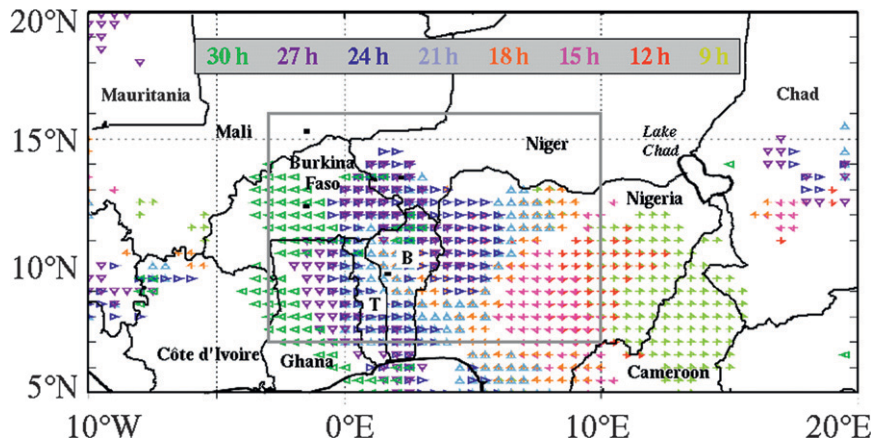 20°N
30 h 27 h 24 h 21 h 18 h 15 h 12 h 9 h
Mauritania
Chad
Mali
15°N
Niger
Lake
Chad
Burkina
Faso
Nigeria
10°N
B
T
Côte d'Ivoire
Ghana
Cameroon
5°N
10°W 0°E 10°E 20°E